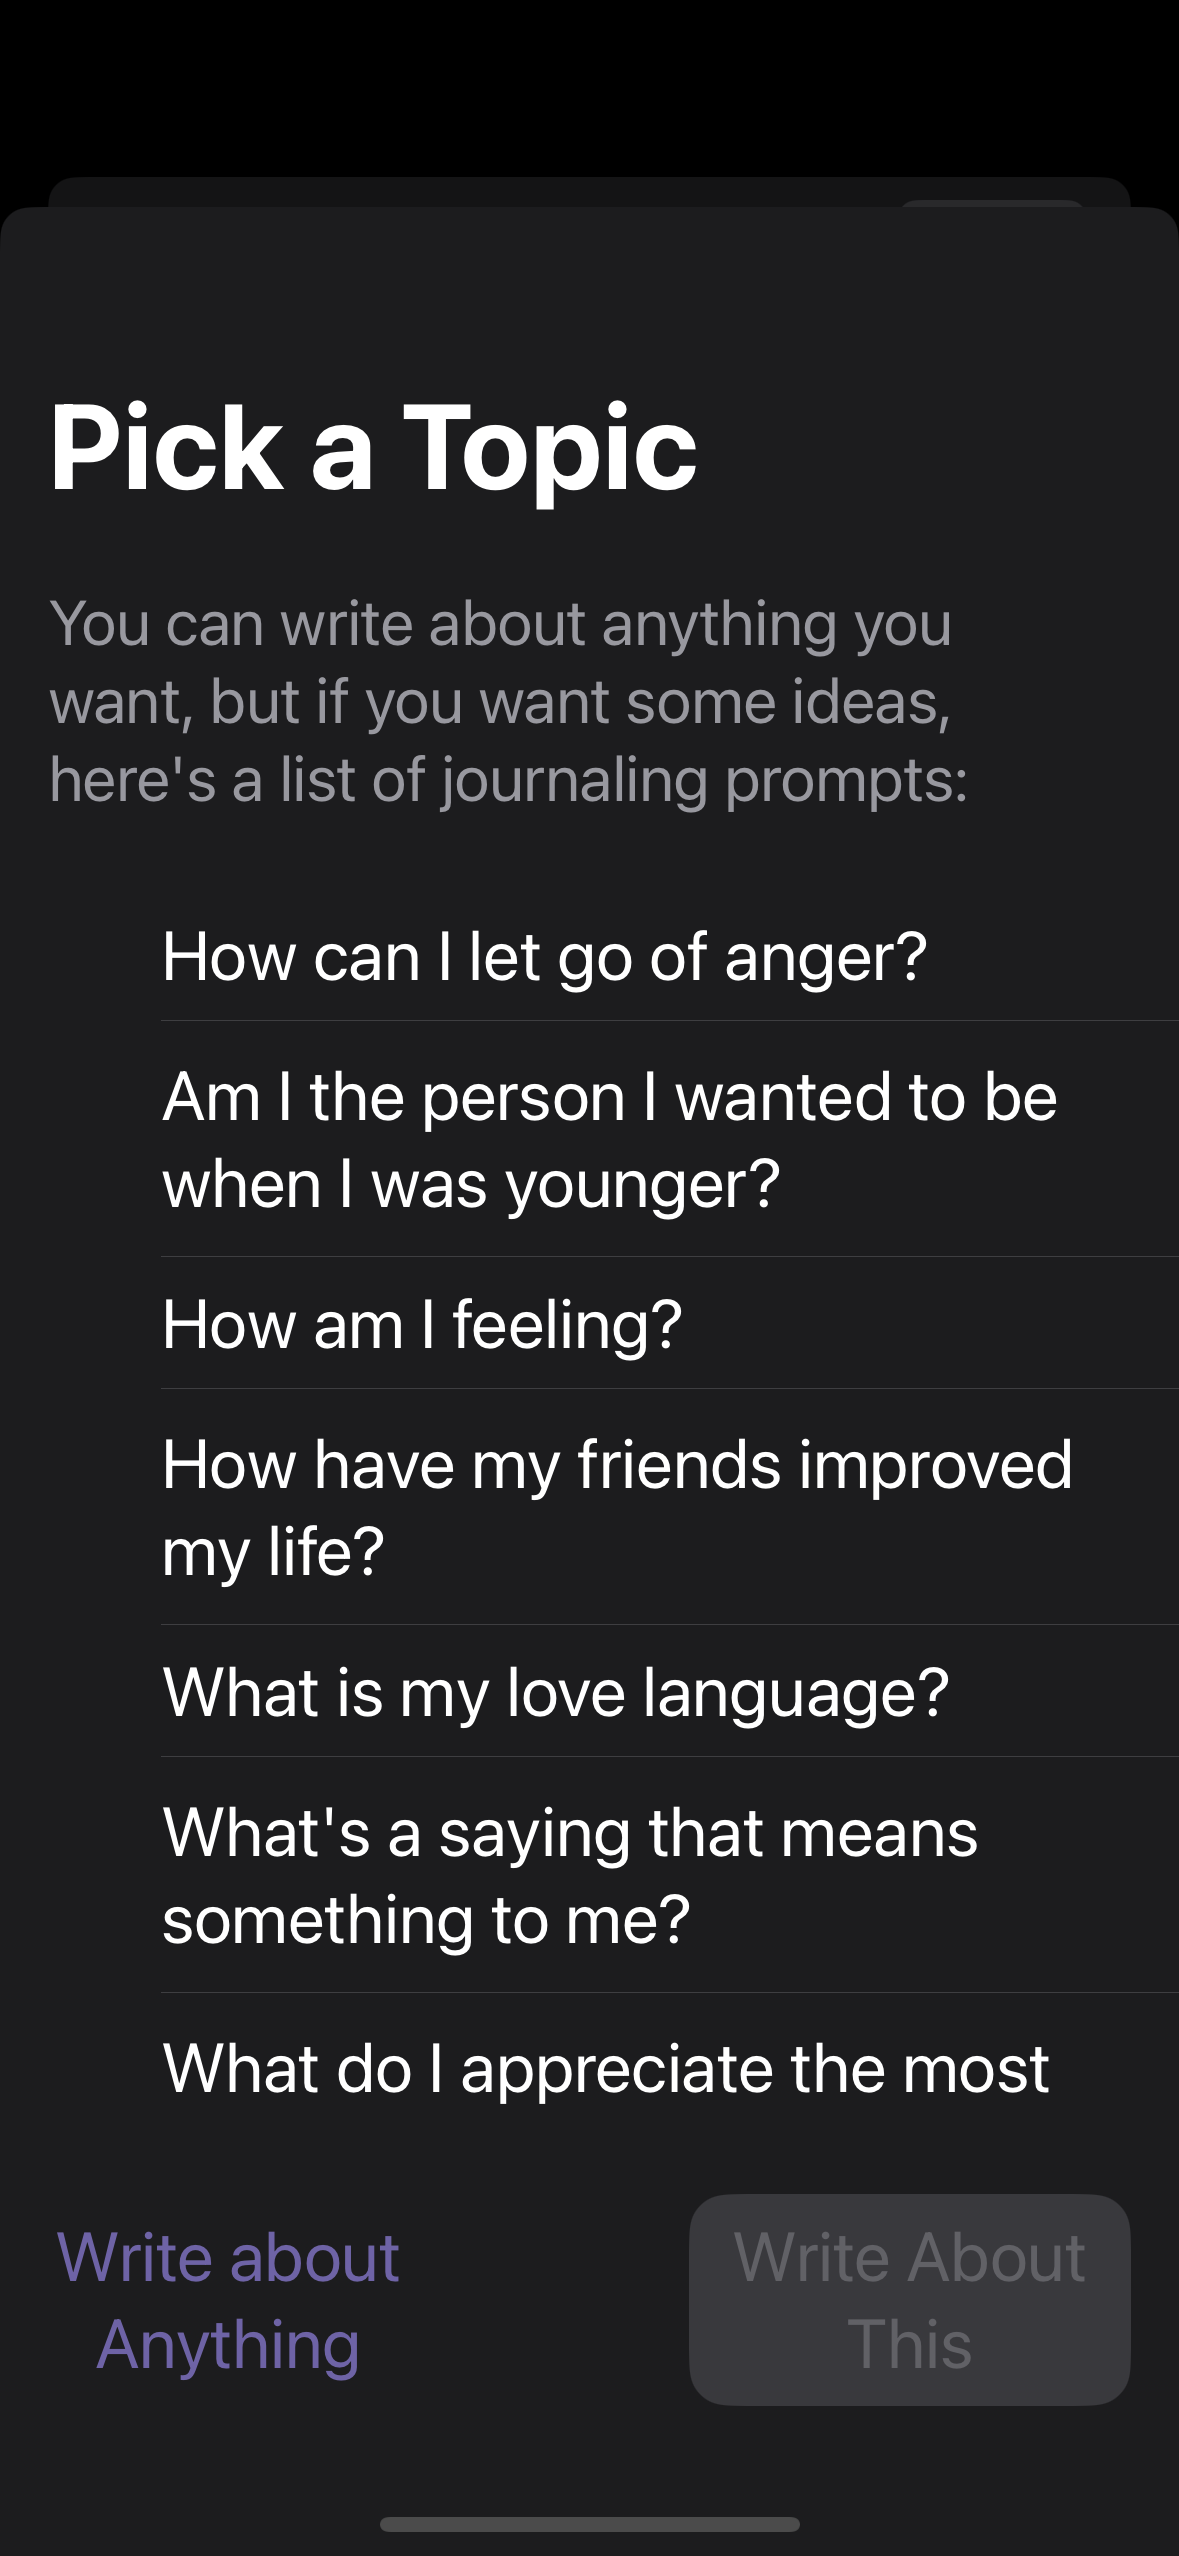 Pick a Topic
You can write about anything you
want, but if you want some ideas,
here's a list of journaling prompts:
How can I let go of anger?
Am I the person I wanted to be
when I was younger?
How am I feeling?
How have my friends improved
my life?
What is my love language?
What's a saying that means
something to me?
What do I appreciate the most
Write about
Anything
Write About
This